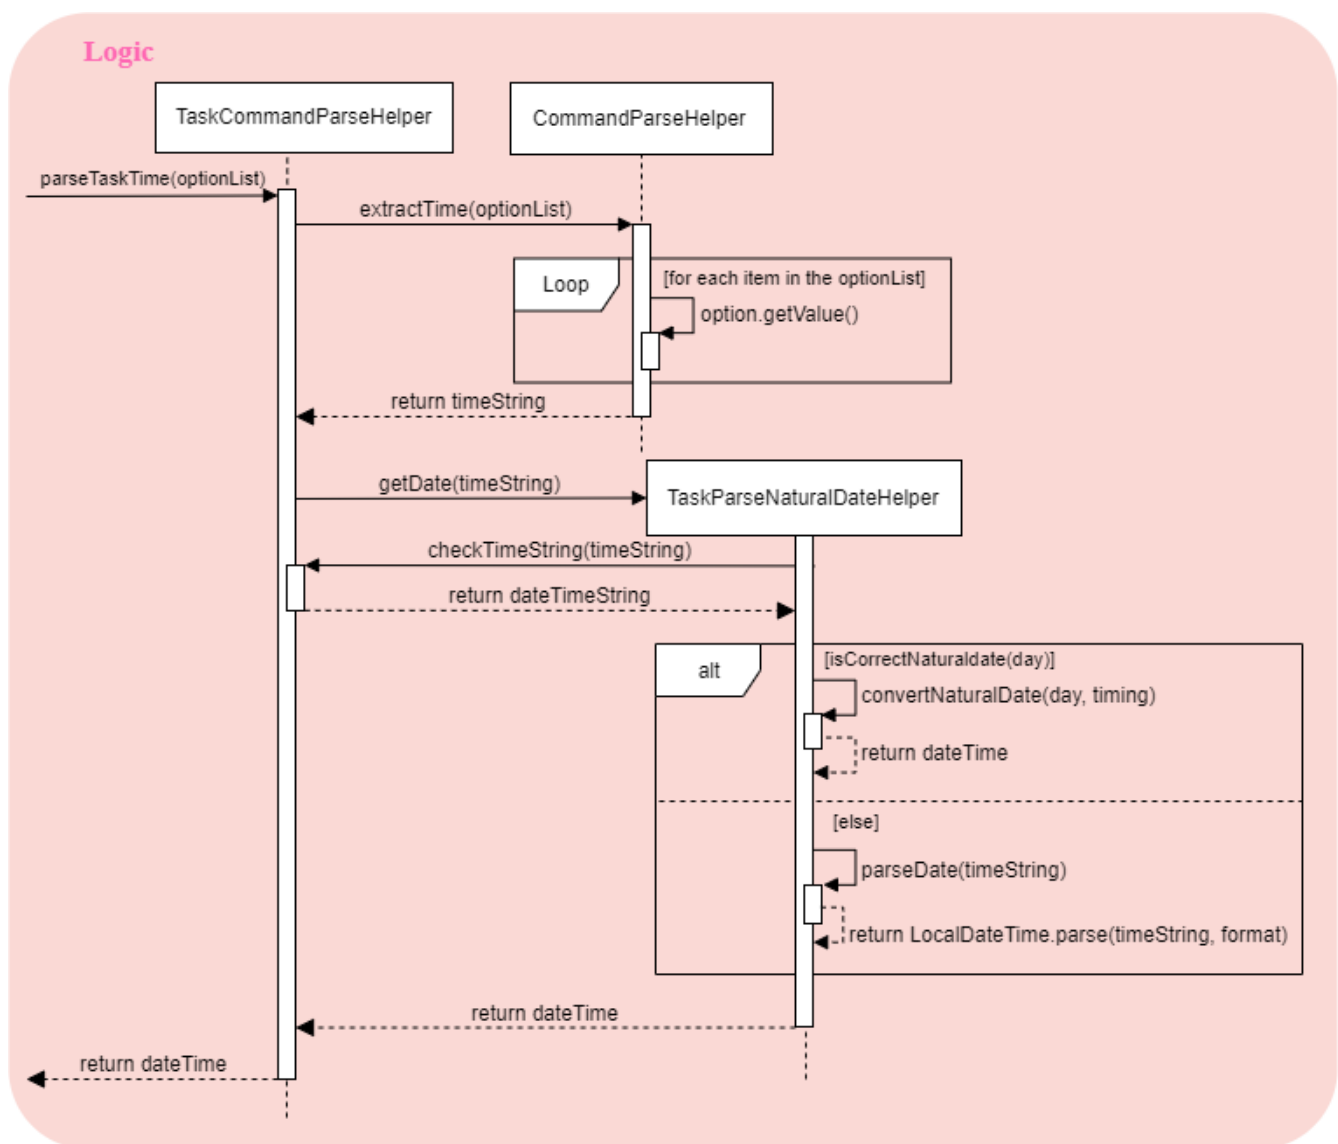 Logic
TaskCommandParseHelper
CommandParseHelper
parseTaskTime(optionList)
extractTime(optionList)
Loop
[for each item in the optionList]
option.getValue()
return timeString
getDate(timeString)
TaskParseNaturalDateHelper
checkTimeString(timeString)
return dateTimeString
alt
[isCorrectNaturaldate(day)]
convertNaturalDate(day, timing)
return dateTime
[else]
parseDate(timeString)
return LocalDateTime.parse(timeString, format)
return dateTime
return dateTime